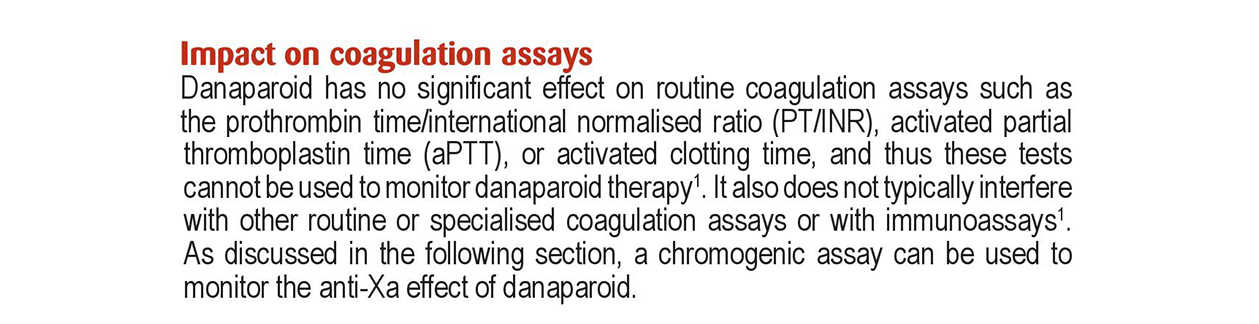 Impact on coagulation assays
Danaparoid has no significant effect on routine coagulation assays such as
the prothrombin time/international normalised ratio (PT/INR), activated partial
thromboplastin time (aPTT), or activated clotting time, and thus these tests
cannot be used to monitor danaparoid therapy¹. It also does not typically interfere
with other routine or specialised coagulation assays or with immunoassays¹.
As discussed in the following section, a chromogenic assay can be used to
monitor the anti-Xa effect of danaparoid.